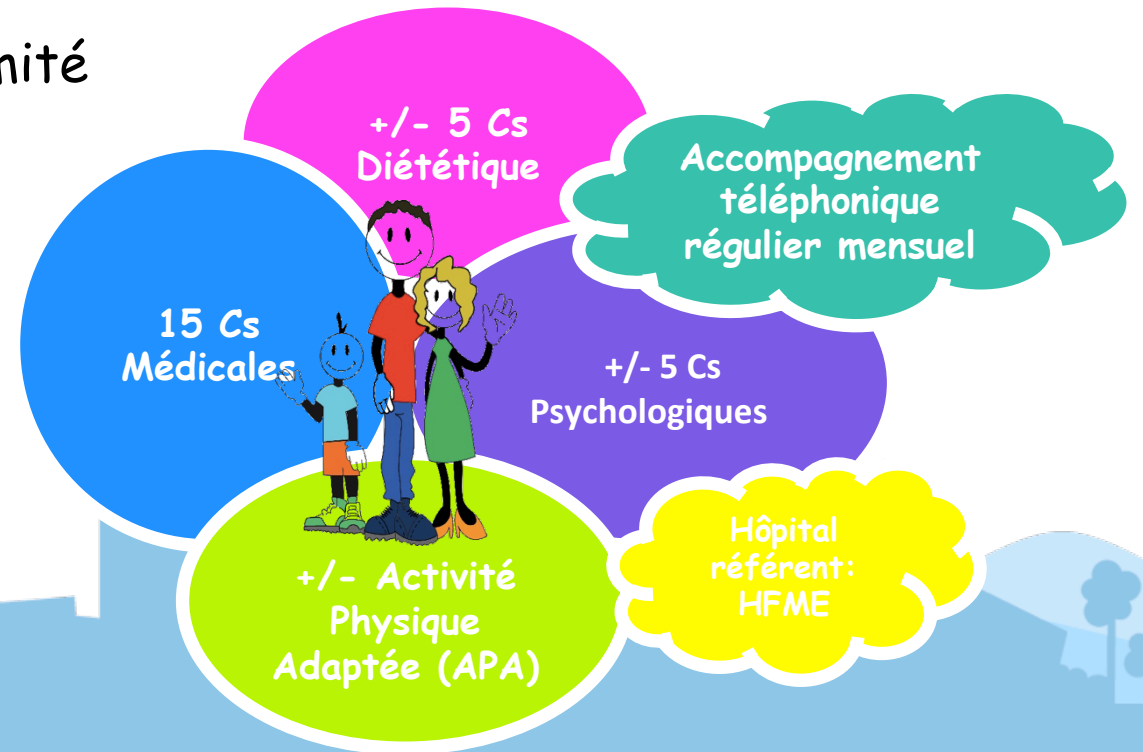 +/- 5 Cs
Diététique
Accompagnement
téléphonique
régulier mensuel
15 Cs
Médicales
+/- 5 Cs
Psychologiques
Hôpital
référent:
HFME
+/- Activité
Physique
Adaptée (APA)